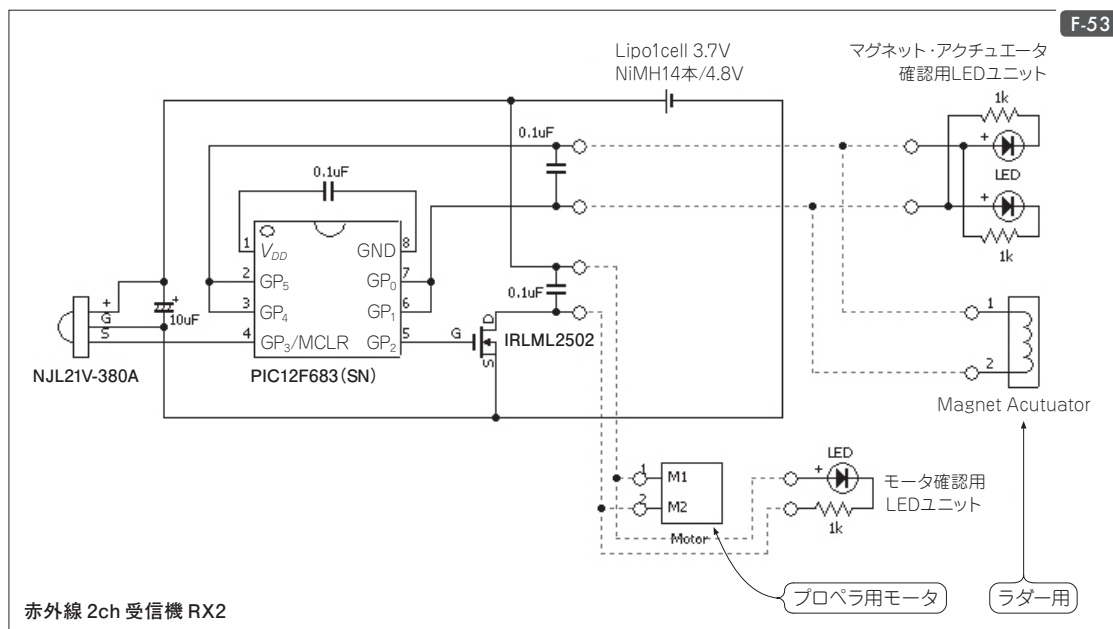 F-53
Lipo1cell 3.7V
NiMH14本/4.8V
マグネット・アクチュエータ
確認用LEDユニット
1k
+
LED
+
1k
0.1uF
0.1uF
1
VDD
GND
8
2
GP5
GP0
7
3
GP4
GP1
6
4
GP3/MCLR
GP2
5
+
G
S
+
10uF
NJL21V-380A
PIC12F683(SN)
0.1uF
G
D
S
IRLML2502
1
2
Magnet Acutuator
1
M1
2
M2
Motor
LED
+
1k
モータ確認用
LEDユニット
プロペラ用モータ
ラダー用
赤外線 2ch 受信機 RX2